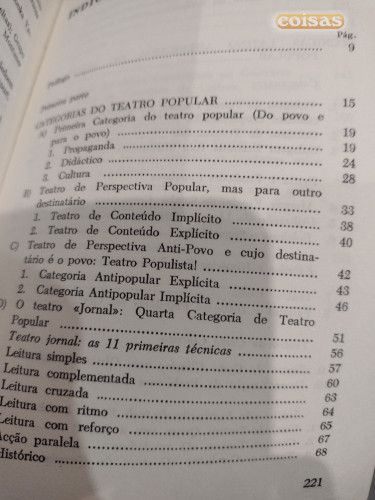 coisas
INDIC
Pág.
Prólogo 9
Primeira parte
CATEGORIAS DO TEATRO POPULAR 15
A) Primeira Categoria do teatro popular (Do povo e
para o povo) 19
1. Propaganda 19
2. Didáctico 24
3. Cultura 28
B) Teatro de Perspectiva Popular, mas para outro
destinatário 33
1. Teatro de Conteúdo Implícito 38
2. Teatro de Conteúdo Explícito 40
C) Teatro de Perspectiva Anti-Povo e cujo destina-
tário é o povo: Teatro Populista! 42
1. Categoria Antipopular Explícita 43
2. Categoria Antipopular Implícita 46
D) O teatro «Jornal»: Quarta Categoria de Teatro
Popular 51
Teatro jornal: as 11 primeiras técnicas 56
Leitura simples 57
Leitura complementada 60
Leitura cruzada 63
Leitura com ritmo 64
Leitura com reforço 65
Acção paralela 67
Histórico 68
221